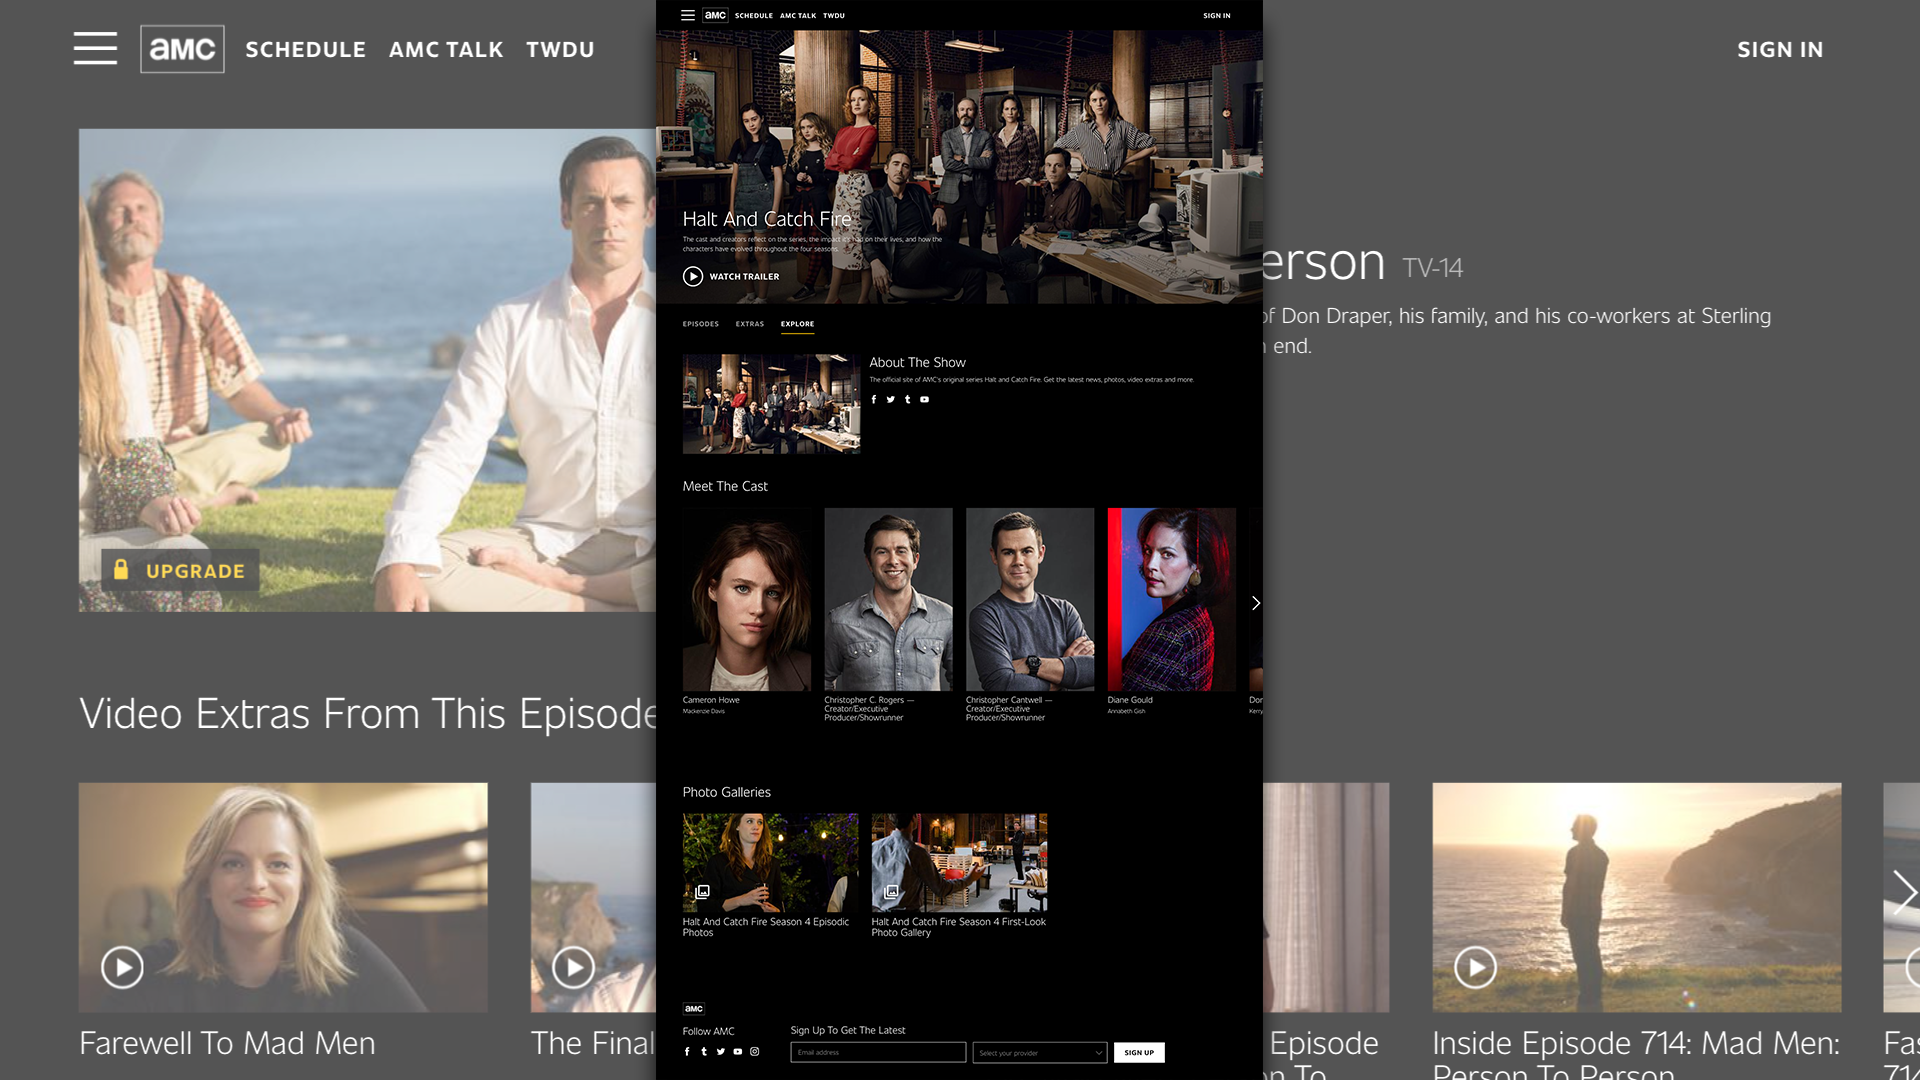 aMC
SCHEDULE
AMC TALK
TWDU
SIGN IN
UPGRADE
erson TV-14
of Don Draper, his family, and his co-workers at Sterling
end.
Video Extras From This Episode
Farewell To Mad Men
The Final
Episode
n To
Inside Episode 714: Mad Men:
Person To Person
Fas
714
aMC
SCHEDULE
AMC TALK
TWDU
SIGN IN
Halt And Catch Fire
The cast and creators reflect on the series, the impact it's had on their lives, and how the
characters have evolved throughout the four seasons.
WATCH TRAILER
EPISODES
EXTRAS
EXPLORE
About The Show
The official site of AMC's original series Halt and Catch Fire. Get the latest news, photos, video extras and more.
Meet The Cast
Cameron Howe
Mackenzie Davis
Christopher C. Rogers —
Creator/Executive
Producer/Showrunner
Christopher Cantwell —
Creator/Executive
Producer/Showrunner
Diane Gould
Annabeth Gish
Don
Kerry
Photo Galleries
Halt And Catch Fire Season 4 Episodic
Photos
Halt And Catch Fire Season 4 First-Look
Photo Gallery
aMC
Follow AMC
Sign Up To Get The Latest
Email address
Select your provider
SIGN UP